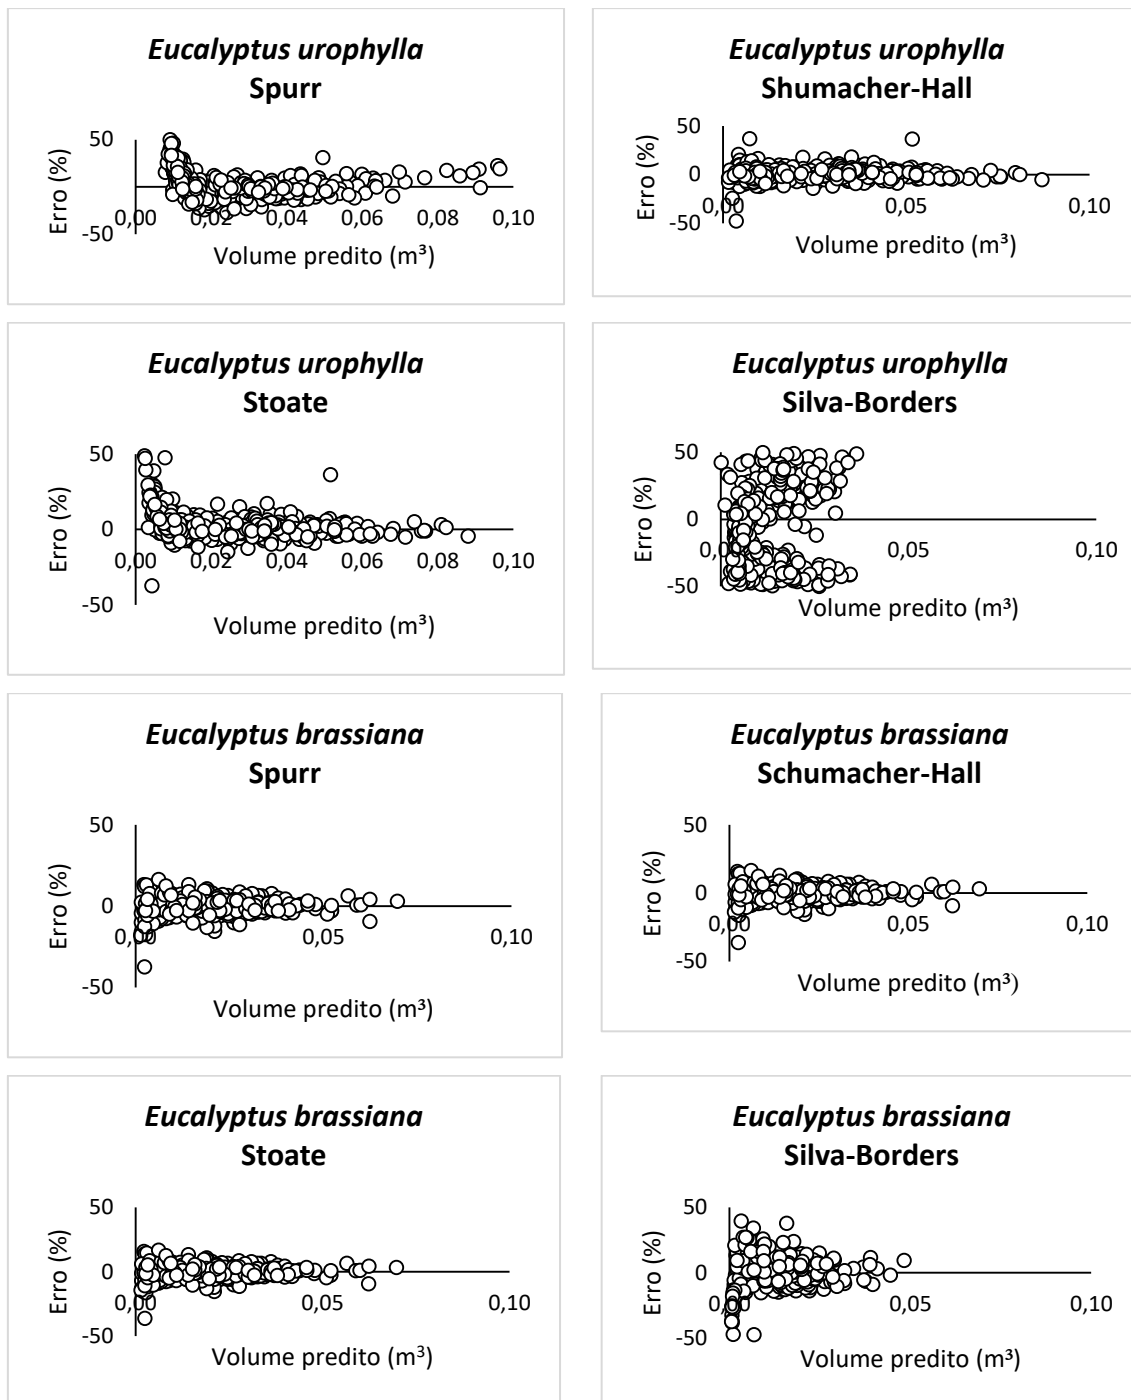 Eucalyptus urophylla
Spurr
50
0
-50
Erro (%)
0,00 0,02 0,04 0,06 0,08 0,10
Volume predito (m³)
Eucalyptus urophylla
Shumacher-Hall
50
0
-50
Erro (%)
0,00 0,05 0,10
Volume predito (m³)
Eucalyptus urophylla
Stoate
50
0
-50
Erro (%)
0,00 0,02 0,04 0,06 0,08 0,10
Volume predito (m³)
Eucalyptus urophylla
Silva-Borders
50
0
-50
Erro (%)
0,00 0,05 0,10
Volume predito (m³)
Eucalyptus brassiana
Spurr
50
0
-50
Erro (%)
0,00 0,05 0,10
Volume predito (m³)
Eucalyptus brassiana
Schumacher-Hall
50
0
-50
Erro (%)
0,00 0,05 0,10
Volume predito (m³)
Eucalyptus brassiana
Stoate
50
0
-50
Erro (%)
0,00 0,05 0,10
Volume predito (m³)
Eucalyptus brassiana
Silva-Borders
50
0
-50
Erro (%)
0,00 0,05 0,10
Volume predito (m³)